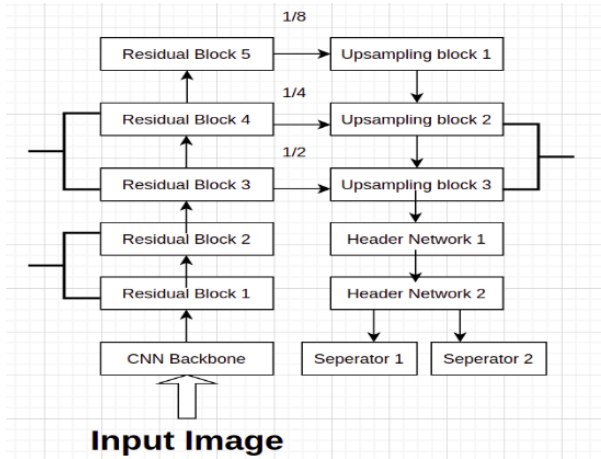 1/8
Residual Block 5
Upsampling block 1
1/4
Residual Block 4
Upsampling block 2
1/2
Residual Block 3
Upsampling block 3
Residual Block 2
Header Network 1
Residual Block 1
Header Network 2
CNN Backbone
Seperator 1
Seperator 2
Input Image